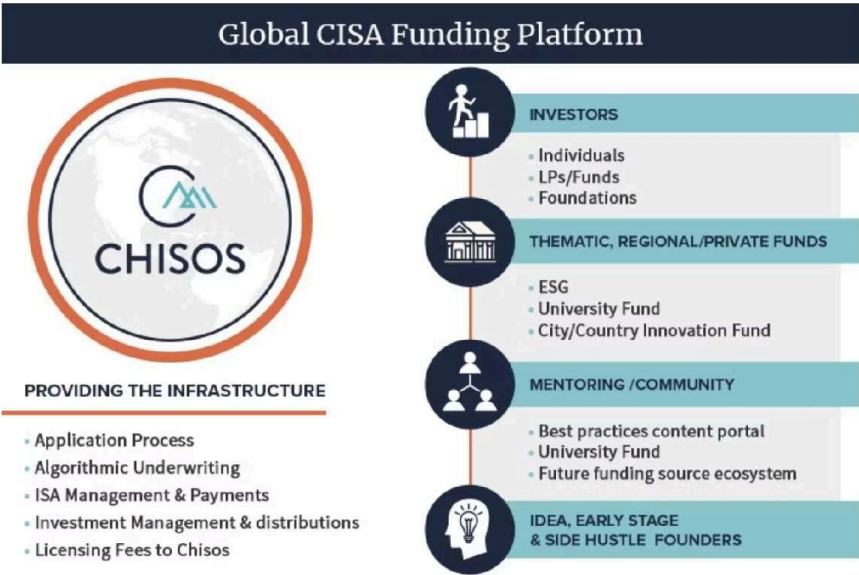 Global CISA Funding Platform
CHISOS
PROVIDING THE INFRASTRUCTURE
• Application Process
• Algorithmic Underwriting
• ISA Management & Payments
• Investment Management & distributions
• Licensing Fees to Chisos
INVESTORS
• Individuals
• LPs/Funds
• Foundations
THEMATIC, REGIONAL/PRIVATE FUNDS
• ESG
• University Fund
• City/Country Innovation Fund
MENTORING /COMMUNITY
• Best practices content portal
• University Fund
• Future funding source ecosystem
IDEA, EARLY STAGE
& SIDE HUSTLE FOUNDERS